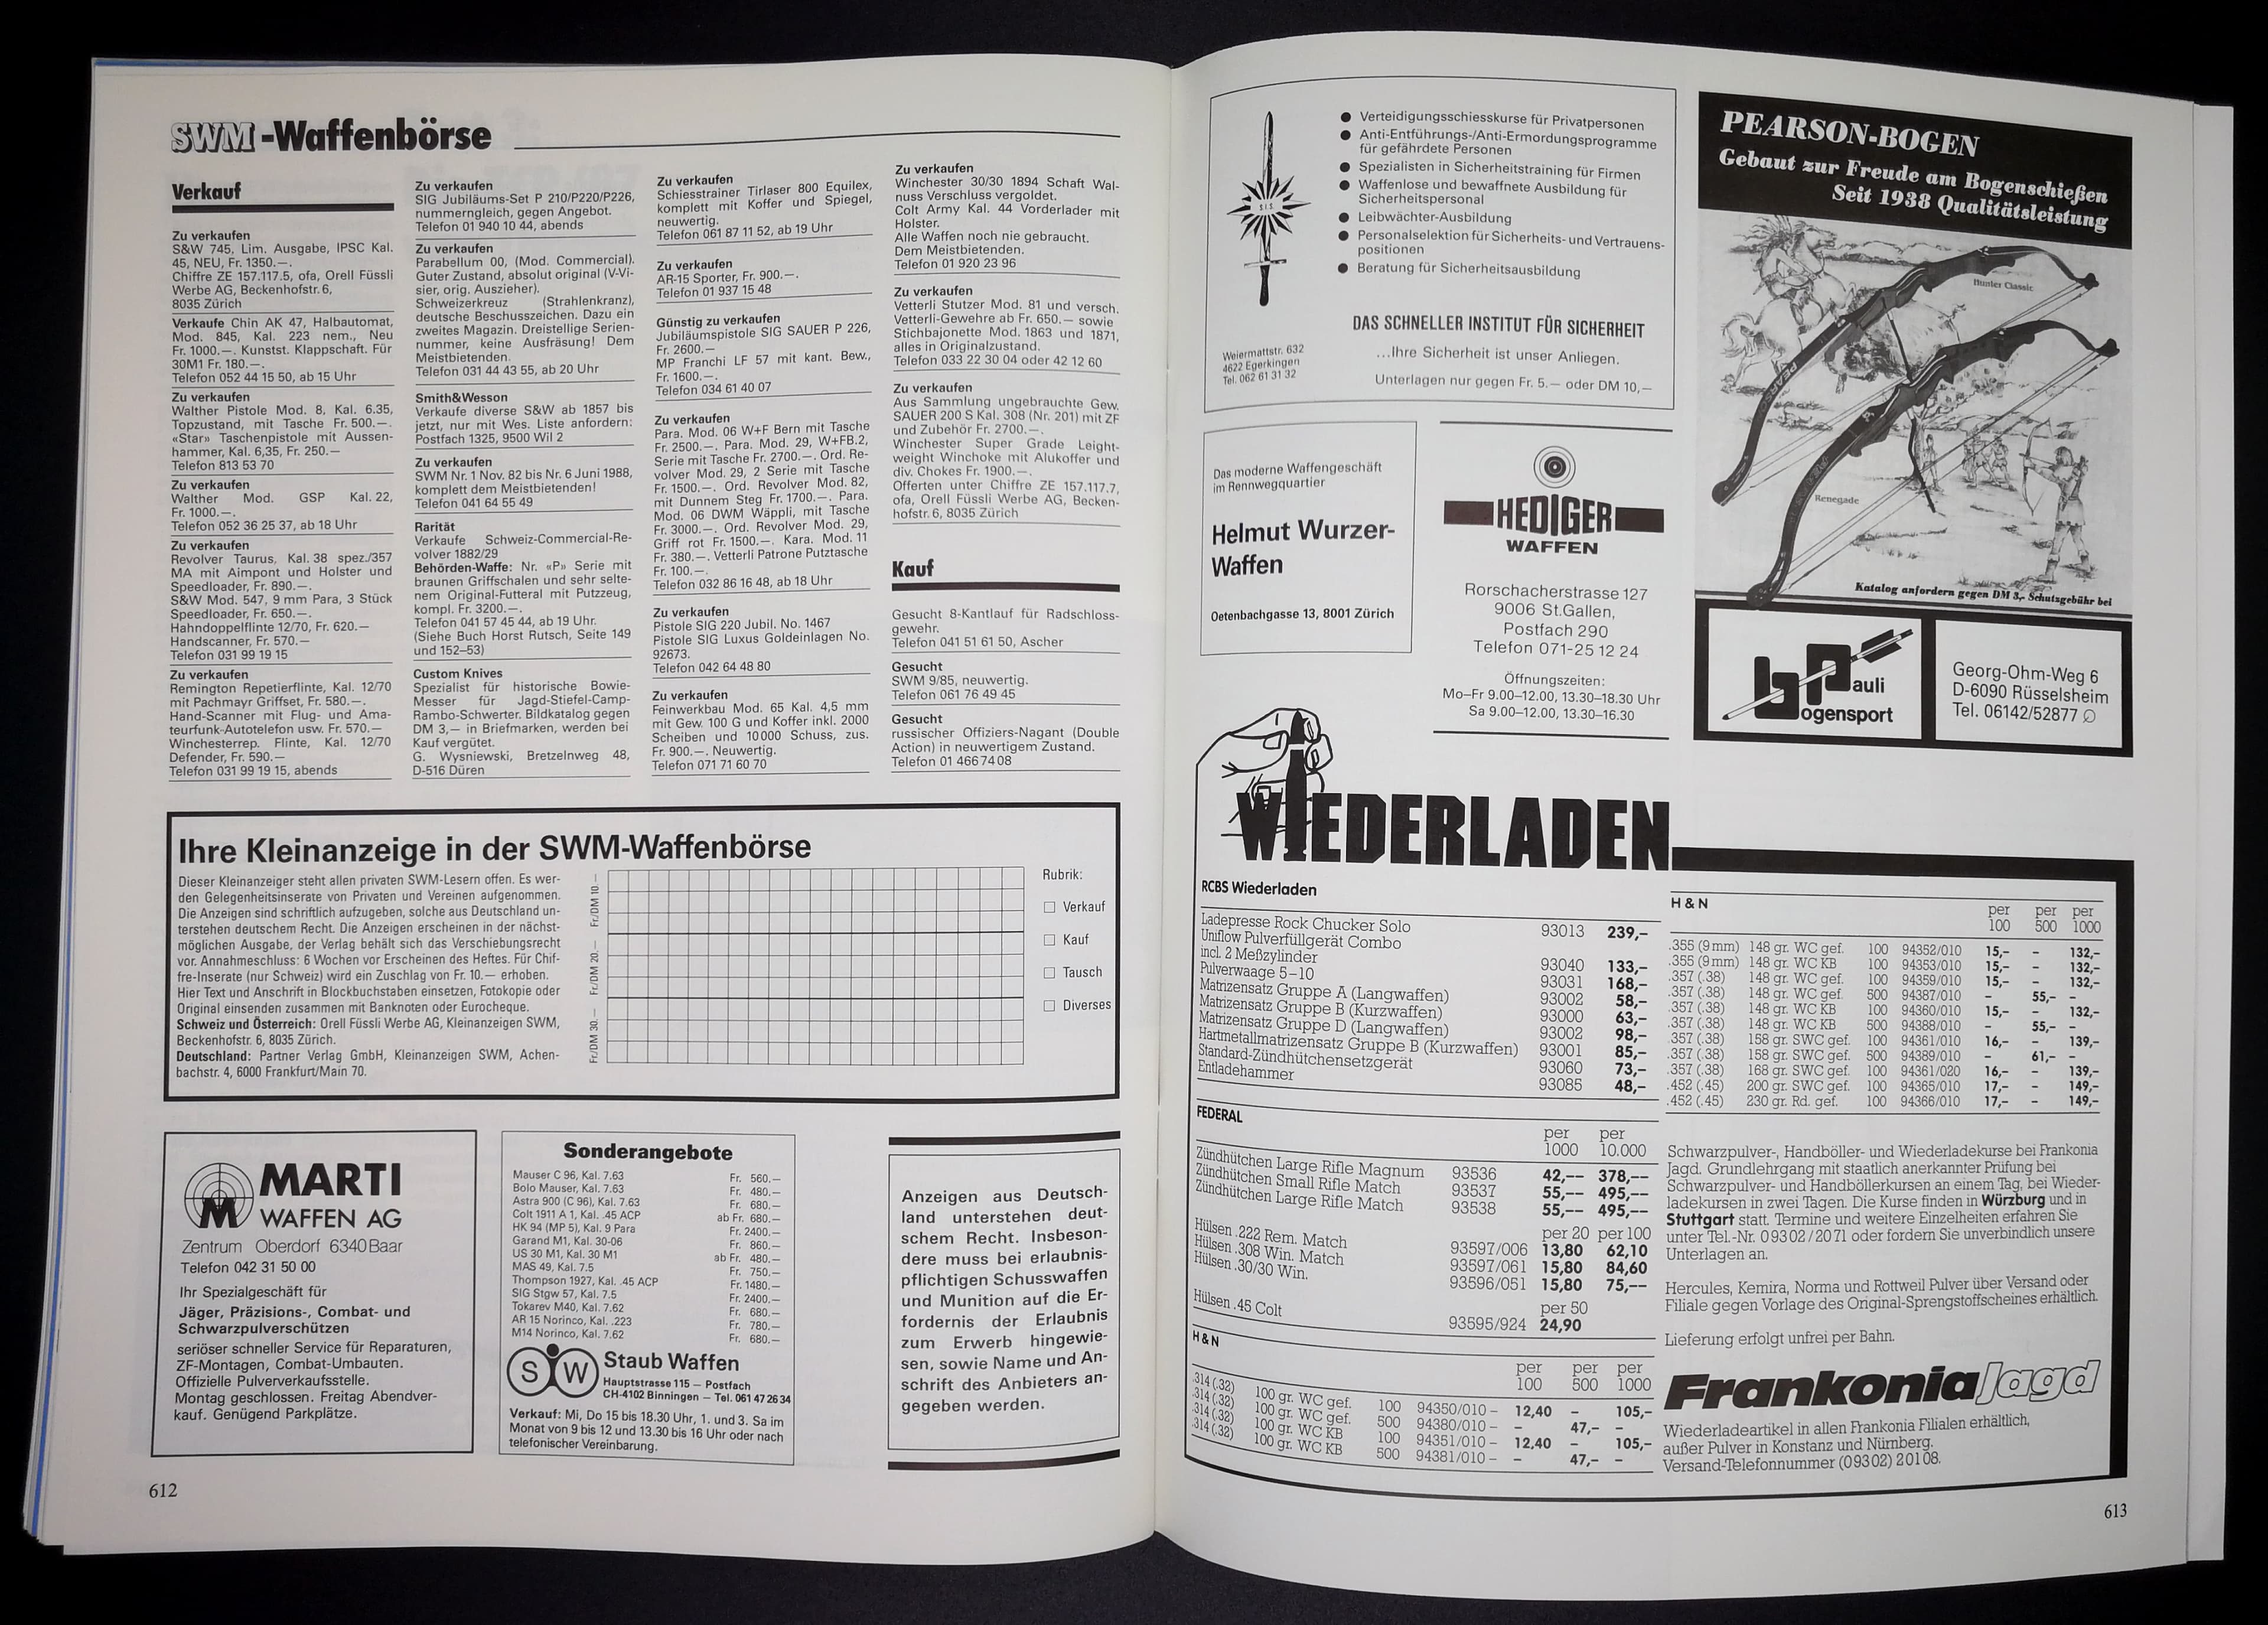 SWM-Waffenbörse
Verkauf
Zu verkaufen
S&W 745, Lim. Ausgabe, IPSC Kal.
45, NEU, Fr. 1350.—.
Chiffre ZE 157.117.5, ofa, Orell Füssli
Werbe AG, Beckenhofstr. 6,
8035 Zürich
Verkaufe Chin AK 47, Halbautomat,
Mod. 845, Kal. 223 nem., Neu
Fr. 1000.—. Kunstst. Klappschaft. Für
30M1 Fr. 180.—.
Telefon 052 44 15 50, ab 15 Uhr
Zu verkaufen
Walther Pistole Mod. 8, Kal. 6.35,
Topzustand, mit Tasche Fr. 500.—.
«Star» Taschenpistole mit Aussen-
hammer, Kal. 6,35, Fr. 250.—
Telefon 813 53 70
Zu verkaufen
Walther Mod. GSP Kal. 22,
Fr. 1000.—.
Telefon 052 36 25 37, ab 18 Uhr
Zu verkaufen
Revolver Taurus, Kal. 38 spez./357
MA mit Aimpont und Holster und
Speedloader, Fr. 890.—.
S&W Mod. 547, 9 mm Para, 3 Stück
Speedloader, Fr. 650.—.
Hahndoppelflinte 12/70, Fr. 620.—
Handscanner, Fr. 570.—
Telefon 031 99 19 15
Zu verkaufen
Remington Repetierflinte, Kal. 12/70
mit Pachmayr Griffset, Fr. 580.—.
Hand-Scanner mit Flug- und Ama-
teurfunk-Autotelefon usw. Fr. 570.—
Winchesterrep. Flinte, Kal. 12/70
Defender, Fr. 590.—
Telefon 031 99 19 15, abends
Zu verkaufen
SIG Jubiläums-Set P 210/P220/P226,
nummerngleich, gegen Angebot.
Telefon 01 940 10 44, abends
Zu verkaufen
Parabellum 00, (Mod. Commercial).
Guter Zustand, absolut original (V-Vi-
sier, orig. Auszieher).
Schweizerkreuz (Strahlenkranz),
deutsche Beschusszeichen. Dazu ein
zweites Magazin. Dreistellige Serien-
nummer, keine Ausfräsung! Dem
Meistbietenden.
Telefon 031 44 43 55, ab 20 Uhr
Smith&Wesson
Verkaufe diverse S&W ab 1857 bis
jetzt, nur mit Wes. Liste anfordern:
Postfach 1325, 9500 Wil 2
Zu verkaufen
SWM Nr. 1 Nov. 82 bis Nr. 6 Juni 1988,
komplett dem Meistbietenden!
Telefon 041 64 55 49
Rarität
Verkaufe Schweiz-Commercial-Re-
volver 1882/29
Behörden-Waffe: Nr. «P» Serie mit
braunen Griffschalen und sehr selte-
nem Original-Futteral mit Putzzeug,
kompl. Fr. 3200.—.
Telefon 041 57 45 44, ab 19 Uhr.
(Siehe Buch Horst Rutsch, Seite 149
und 152–53)
Custom Knives
Spezialist für historische Bowie-
Messer für Jagd-Stiefel-Camp-
Rambo-Schwerter. Bildkatalog gegen
DM 3,— in Briefmarken, werden bei
Kauf vergütet.
G. Wysniewski, Bretzelnweg 48,
D-516 Düren
Zu verkaufen
Schiesstrainer Tirlaser 800 Equilex,
komplett mit Koffer und Spiegel,
neuwertig.
Telefon 061 87 11 52, ab 19 Uhr
Zu verkaufen
AR-15 Sporter, Fr. 900.—.
Telefon 01 937 15 48
Günstig zu verkaufen
Jubiläumspistole SIG SAUER P 226,
Fr. 2600.—
MP Franchi LF 57 mit kant. Bew.,
Fr. 1600.—.
Telefon 034 61 40 07
Zu verkaufen
Para. Mod. 06 W+F Bern mit Tasche
Fr. 2500.—. Para. Mod. 29, W+FB.2,
Serie mit Tasche Fr. 2700.—. Ord. Re-
volver Mod. 29, 2 Serie mit Tasche
Fr. 1500.—. Ord. Revolver Mod. 82,
mit Dunnem Steg Fr. 1700.—. Para.
Mod. 06 DWM Wäppli, mit Tasche
Fr. 3000.—. Ord. Revolver Mod. 29,
Griff rot Fr. 1500.—. Kara. Mod. 11
Fr. 380.—. Vetterli Patrone Putztasche
Fr. 100.—.
Telefon 032 86 16 48, ab 18 Uhr
Zu verkaufen
Pistole SIG 220 Jubil. No. 1467
Pistole SIG Luxus Goldeinlagen No.
92673.
Telefon 042 64 48 80
Zu verkaufen
Feinwerkbau Mod. 65 Kal. 4,5 mm
mit Gew. 100 G und Koffer inkl. 2000
Scheiben und 10000 Schuss, zus.
Fr. 900.—. Neuwertig.
Telefon 071 71 60 70
Zu verkaufen
Winchester 30/30 1894 Schaft Wal-
nuss Verschluss vergoldet.
Colt Army Kal. 44 Vorderlader mit
Holster.
Alle Waffen noch nie gebraucht.
Dem Meistbietenden.
Telefon 01 920 23 96
Zu verkaufen
Vetterli Stutzer Mod. 81 und versch.
Veterli-Gewehre ab Fr. 650.— sowie
Stichbajonette Mod. 1863 und 1871,
alles in Originalzustand.
Telefon 033 22 30 04 oder 42 12 60
Zu verkaufen
Aus Sammlung ungebrauchte Gew.
SAUER 200 S Kal. 308 (Nr. 201) mit ZF
und Zubehör Fr. 2700.—.
Winchester Super Grade Leight-
weight Winchoke mit Alukoffer und
div. Chokes Fr. 1900.—.
Offerten unter Chiffre ZE 157.117.7,
ofa, Orell Füssli Werbe AG, Becken-
hofstr. 6, 8035 Zürich
Kauf
Gesucht 8-Kantlauf für Radschloss-
gewehr.
Telefon 041 51 61 50, Ascher
Gesucht
SWM 9/85, neuwertig.
Telefon 061 76 49 45
Gesucht
russischer Offiziers-Nagant (Double
Action) in neuwertigem Zustand.
Telefon 01 466 74 08
Ihre Kleinanzeige in der SWM-Waffenbörse
Dieser Kleinanzeiger steht allen privaten SWM-Lesern offen. Es wer-
den Gelegenheitsinserate von Privaten und Vereinen aufgenommen.
Die Anzeigen sind schriftlich aufzugeben, solche aus Deutschland un-
terstehen deutschem Recht. Die Anzeigen erscheinen in der nächst-
möglichen Ausgabe, der Verlag behält sich das Verschiebungsrecht
vor. Annahmeschluss: 6 Wochen vor Erscheinen des Heftes. Für Chif-
fre-Inserate (nur Schweiz) wird ein Zuschlag von Fr. 10.— erhoben.
Hier Text und Anschrift in Blockbuchstaben einsetzen, Fotokopie oder
Original einsenden zusammen mit Banknoten oder Eurocheque.
Schweiz und Österreich: Orell Füssli Werbe AG, Kleinanzeigen SWM,
Beckenhofstr. 6, 8035 Zürich.
Deutschland: Partner Verlag GmbH, Kleinanzeigen SWM, Achen-
bachstr. 4, 6000 Frankfurt/Main 70.
Fr/DM 10.—
Fr/DM 20.—
Fr/DM 30.—
Rubrik:
Verkauf
Kauf
Tausch
Diverses
M
MARTI
WAFFEN AG
Zentrum Oberdorf 6340 Baar
Telefon 042 31 50 00
Ihr Spezialgeschäft für
Jäger, Präzisions-, Combat- und
Schwarzpulverschützen
seriöser schneller Service für Reparaturen,
ZF-Montagen, Combat-Umbauten.
Offizielle Pulververkaufsstelle.
Montag geschlossen. Freitag Abendver-
kauf. Genügend Parkplätze.
Sonderangebote
Mauser C 96, Kal. 7.63 Fr. 560.—
Bolo Mauser, Kal. 7.63 Fr. 480.—
Astra 900 (C 96), Kal. 7.63 Fr. 680.—
Colt 1911 A 1, Kal. .45 ACP ab Fr. 680.—
HK 94 (MP 5), Kal. 9 Para Fr. 2400.—
Garand M1, Kal. 30-06 Fr. 860.—
US 30 M1, Kal. 30 M1 ab Fr. 480.—
MAS 49, Kal. 7.5 Fr. 750.—
Thompson 1927, Kal. .45 ACP Fr. 1480.—
SIG Stgw 57, Kal. 7.5 Fr. 2400.—
Tokarev M40, Kal. 7.62 Fr. 680.—
AR 15 Norinco, Kal. .223 Fr. 780.—
M14 Norinco, Kal. 7.62 Fr. 680.—
S W Staub Waffen
Hauptstrasse 115 — Postfach
CH-4102 Binningen — Tel. 061 47 26 34
Verkauf: Mi, Do 15 bis 18.30 Uhr, 1. und 3. Sa im
Monat von 9 bis 12 und 13.30 bis 16 Uhr oder nach
telefonischer Vereinbarung.
Anzeigen aus Deutsch-
land unterstehen deut-
schem Recht. Insbeson-
dere muss bei erlaubnis-
pflichtigen Schusswaffen
und Munition auf die Er-
fordernis der Erlaubnis
zum Erwerb hingewie-
sen, sowie Name und An-
schrift des Anbieters an-
gegeben werden.
612
S.I.S.
Verteidigungsschiesskurse für Privatpersonen
Anti-Entführungs-/Anti-Ermordungsprogramme
für gefährdete Personen
Spezialisten in Sicherheitstraining für Firmen
Waffenlose und bewaffnete Ausbildung für
Sicherheitspersonal
Leibwächter-Ausbildung
Personalselektion für Sicherheits- und Vertrauens-
positionen
Beratung für Sicherheitsausbildung
DAS SCHNELLER INSTITUT FÜR SICHERHEIT
...Ihre Sicherheit ist unser Anliegen.
Unterlagen nur gegen Fr. 5.— oder DM 10,—
Weiermattstr. 632
4622 Egerkingen
Tel. 062 61 31 32
PEARSON-BOGEN
Gebaut zur Freude am Bogenschießen
Seit 1938 Qualitätsleistung
Hunter Classic
PEARSON
Renegade
Katalog anfordern gegen DM 3,- Schutzgebühr bei
bP
Pauli
Bogensport
Georg-Ohm-Weg 6
D-6090 Rüsselsheim
Tel. 06142/52877
Das moderne Waffengeschäft
im Rennwegquartier
Helmut Wurzer-
Waffen
Oetenbachgasse 13, 8001 Zürich
HEDIGER
WAFFEN
Rorschacherstrasse 127
9006 St.Gallen,
Postfach 290
Telefon 071-25 12 24
Öffnungszeiten:
Mo–Fr 9.00–12.00, 13.30–18.30 Uhr
Sa 9.00–12.00, 13.30–16.30
WIEDERLADEN
RCBS Wiederladen
Ladepresse Rock Chucker Solo 93013 239,–
Uniflow Pulverfüllgerät Combo
incl. 2 Meßzylinder 93040 133,–
Pulverwaage 5–10 93031 168,–
Matrizensatz Gruppe A (Langwaffen) 93002 58,–
Matrizensatz Gruppe B (Kurzwaffen) 93000 63,–
Matrizensatz Gruppe D (Langwaffen) 93002 98,–
Hartmetallmatrizensatz Gruppe B (Kurzwaffen) 93001 85,–
Standard-Zündhütchensetzgerät 93060 73,–
Entladehammer 93085 48,–
FEDERAL
per 1000 per 10.000
Zündhütchen Large Rifle Magnum 93536 42,-- 378,--
Zündhütchen Small Rifle Match 93537 55,-- 495,--
Zündhütchen Large Rifle Match 93538 55,-- 495,--
per 20 per 100
Hülsen .222 Rem. Match 93597/006 13,80 62,10
Hülsen .308 Win. Match 93597/061 15,80 84,60
Hülsen .30/30 Win. 93596/051 15,80 75,--
per 50
Hülsen .45 Colt 93595/924 24,90
H & N
per 100 per 500 per 1000
.314 (.32) 100 gr. WC gef. 100 94350/010 – 12,40 – 105,–
.314 (.32) 100 gr. WC gef. 500 94380/010 – – 47,– –
.314 (.32) 100 gr. WC KB 100 94351/010 – 12,40 – 105,–
.314 (.32) 100 gr. WC KB 500 94381/010 – – 47,– –
H & N
per 100 per 500 per 1000
.355 (9 mm) 148 gr. WC gef. 100 94352/010 15,– – 132,–
.355 (9 mm) 148 gr. WC KB 100 94353/010 15,– – 132,–
.357 (.38) 148 gr. WC gef. 100 94359/010 15,– – 132,–
.357 (.38) 148 gr. WC gef. 500 94387/010 – 55,– –
.357 (.38) 148 gr. WC KB 100 94360/010 15,– – 132,–
.357 (.38) 148 gr. WC KB 500 94388/010 – 55,– –
.357 (.38) 158 gr. SWC gef. 100 94361/010 16,– – 139,–
.357 (.38) 158 gr. SWC gef. 500 94389/010 – 61,– –
.357 (.38) 168 gr. SWC gef. 100 94361/020 16,– – 139,–
.452 (.45) 200 gr. SWC gef. 100 94365/010 17,– – 149,–
.452 (.45) 230 gr. Rd. gef. 100 94366/010 17,– – 149,–
Schwarzpulver-, Handböller- und Wiederladekurse bei Frankonia
Jagd. Grundlehrgang mit staatlich anerkannter Prüfung bei
Schwarzpulver- und Handböllerkursen an einem Tag, bei Wieder-
ladekursen in zwei Tagen. Die Kurse finden in Würzburg und in
Stuttgart statt. Termine und weitere Einzelheiten erfahren Sie
unter Tel.-Nr. 09302/2071 oder fordern Sie unverbindlich unsere
Unterlagen an.
Hercules, Kemira, Norma und Rottweil Pulver über Versand oder
Filiale gegen Vorlage des Original-Sprengstoffscheines erhältlich.
Lieferung erfolgt unfrei per Bahn.
Frankonia Jagd
Wiederladeartikel in allen Frankonia Filialen erhältlich,
außer Pulver in Konstanz und Nürnberg.
Versand-Telefonnummer (09302) 20108.
613